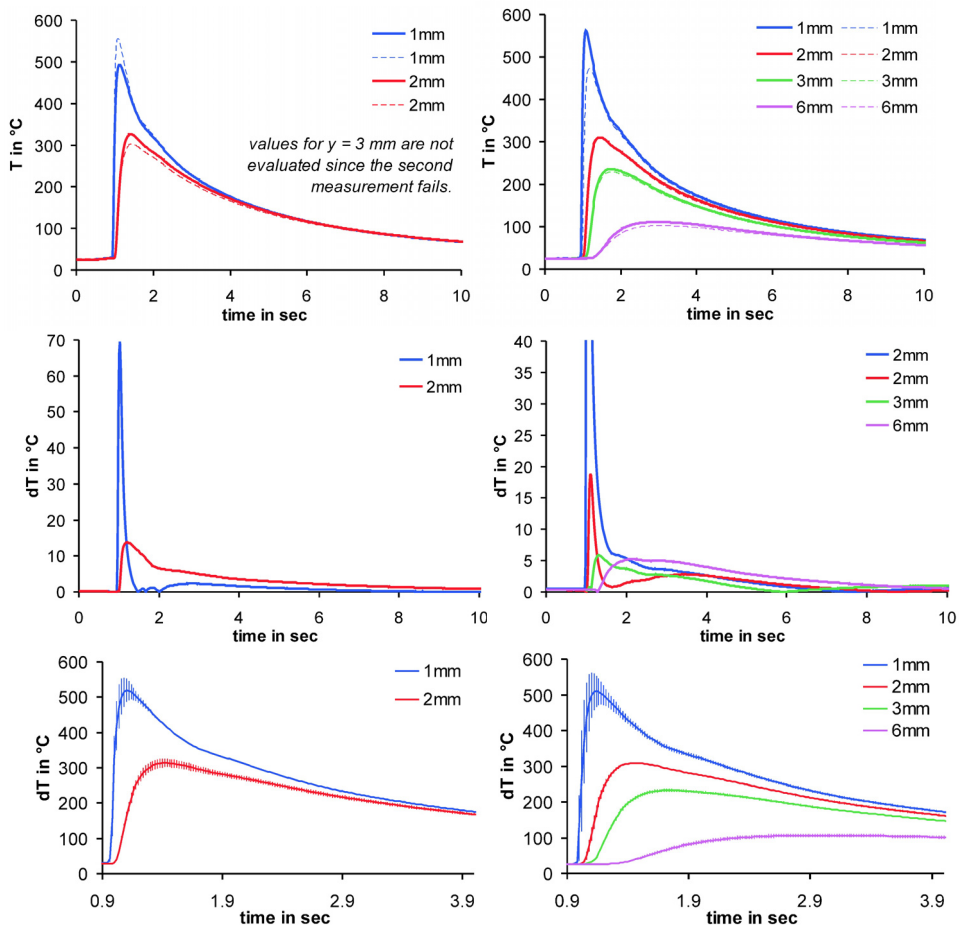 T in °C
600
500
400
300
200
100
0
0
2
4
6
8
10
time in sec
1mm
1mm
2mm
2mm
values for y = 3 mm are not
evaluated since the second
measurement fails.
T in °C
600
500
400
300
200
100
0
0
2
4
6
8
10
time in sec
1mm 1mm
2mm 2mm
3mm 3mm
6mm 6mm
dT in °C
70
60
50
40
30
20
10
0
0
2
4
6
8
10
time in sec
1mm
2mm
dT in °C
40
35
30
25
20
15
10
5
0
0
2
4
6
8
10
time in sec
2mm
2mm
3mm
6mm
dT in °C
600
500
400
300
200
100
0
0.9
1.9
2.9
3.9
time in sec
1mm
2mm
dT in °C
600
500
400
300
200
100
0
0.9
1.9
2.9
3.9
time in sec
1mm
2mm
3mm
6mm